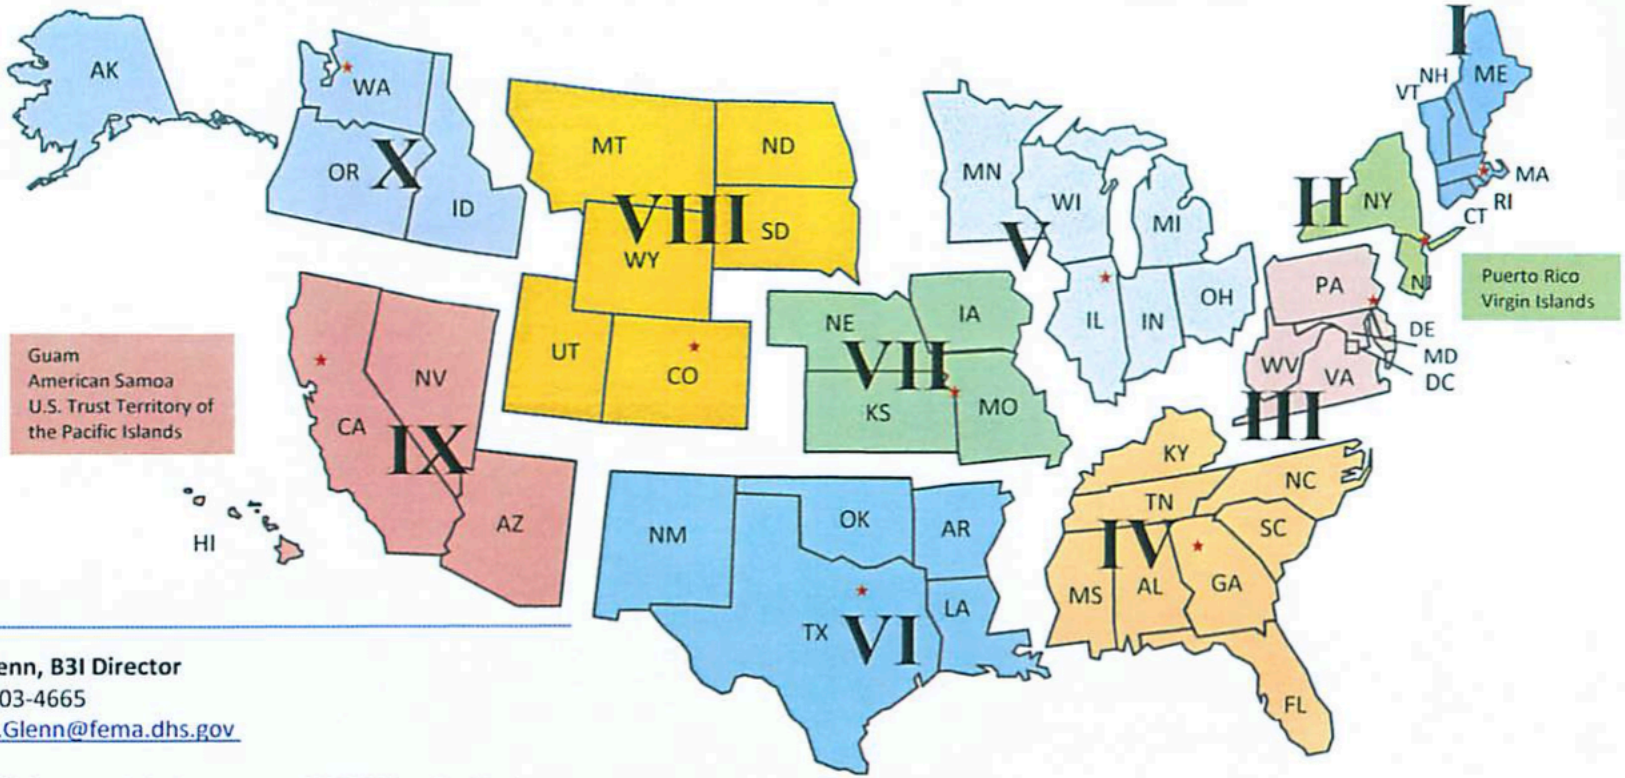 I
NH
ME
VT
AK
WA
MT
ND
MN
MA
OR
X
ID
VIII
SD
WI
MI
II
NY
RI
CT
WY
V
PA
NJ
Puerto Rico
Virgin Islands
NE
IA
IL
IN
OH
DE
MD
DC
Guam
American Samoa
U.S. Trust Territory of
the Pacific Islands
UT
CO
VII
WV
VA
NV
KS
MO
III
CA
IX
KY
NC
TN
HI
AZ
NM
OK
AR
IV
SC
MS
AL
GA
LA
TX
VI
FL
enn, B3I Director
03-4665
.Glenn@fema.dhs.gov